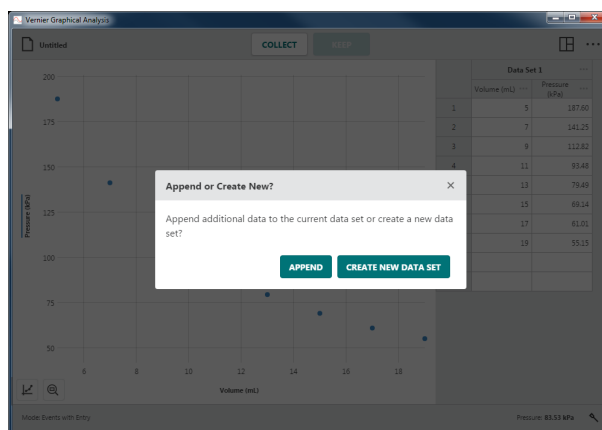 Vernier Graphical Analysis
Untitled
COLLECT
KEEP
Data Set 1
Volume (mL)
Pressure (kPa)
1 5 187.60
2 7 141.25
3 9 112.82
4 11 93.48
13 79.49
15 69.14
17 61.01
19 55.15
Append or Create New?
Append additional data to the current data set or create a new data
set?
APPEND
CREATE NEW DATA SET
Pressure (kPa)
200
175
150
125
100
75
50
6 8 10 12 14 16 18
Volume (mL)
Mode: Events with Entry
Pressure: 83.53 kPa